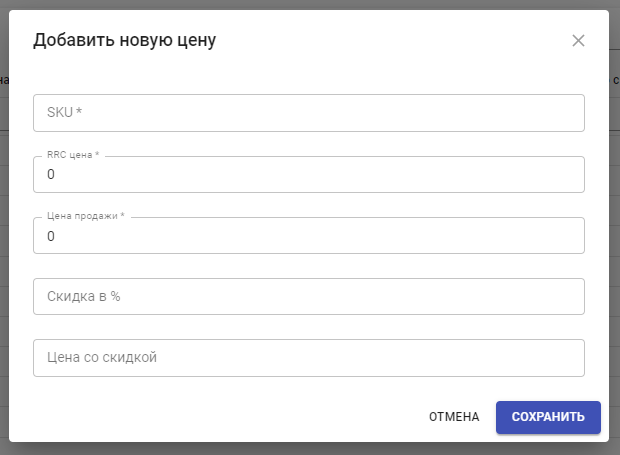 Добавить новую цену
SKU *
RRC цена *
0
Цена продажи *
0
Скидка в %
Цена со скидкой
ОТМЕНА
СОХРАНИТЬ